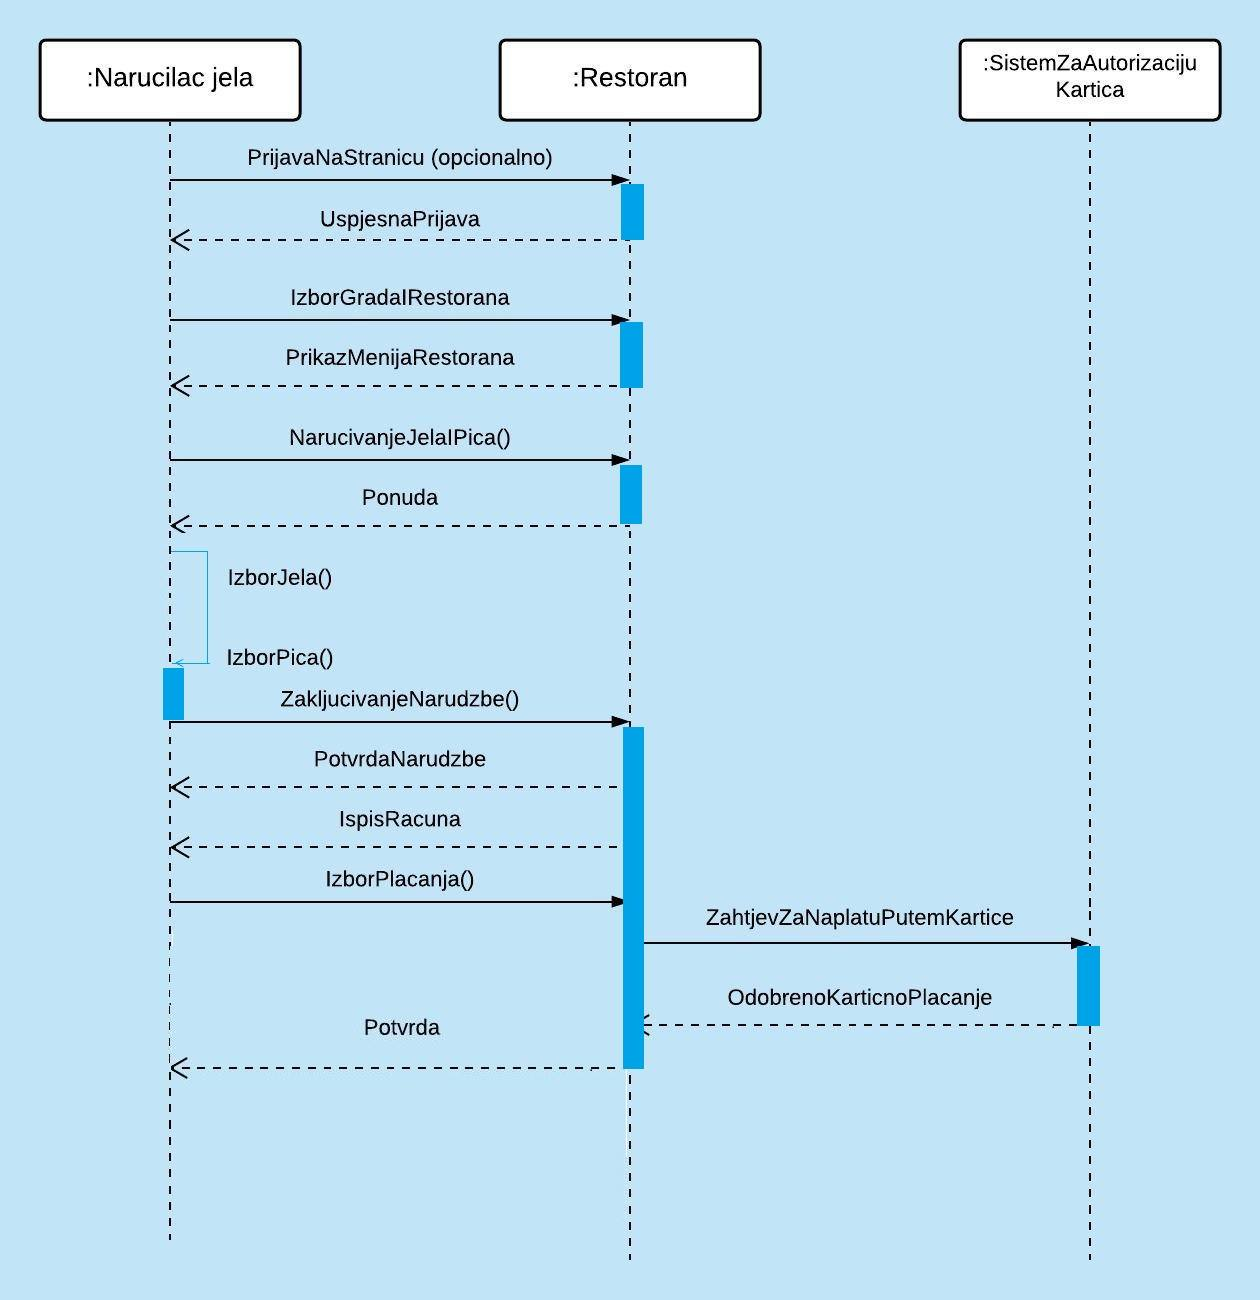 :Narucilac jela
:Restoran
:SistemZaAutorizaciju
Kartica
PrijavaNaStranicu (opcionalno)
UspjesnaPrijava
IzborGradaIRestorana
PrikazMenijaRestorana
NarucivanjeJelaIPica()
Ponuda
IzborJela()
IzborPica()
ZakljucivanjeNarudzbe()
PotvrdaNarudzbe
IspisRacuna
IzborPlacanja()
ZahtjevZaNaplatuPutemKartice
OdobrenoKarticnoPlacanje
Potvrda